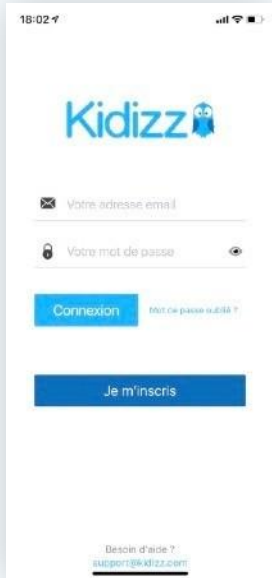 18:02
Kidizz
Votre adresse email
Votre mot de passe
Connexion Mot de passe oublié ?
Je m'inscris
Besoin d'aide ?
support@kidizz.com